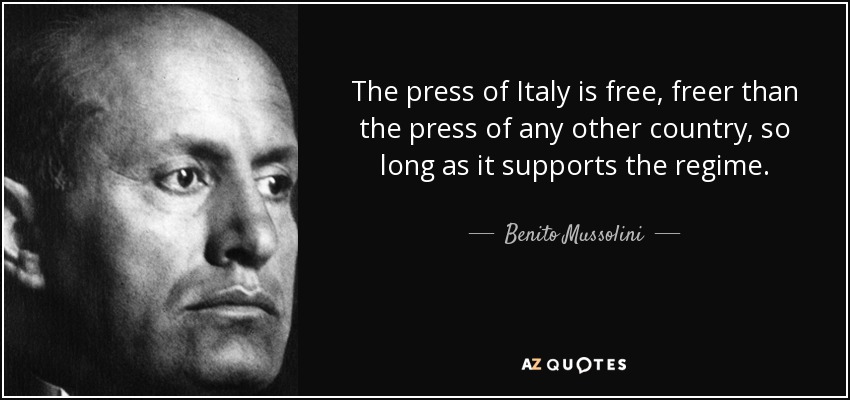 The press of Italy is free, freer than
the press of any other country, so
long as it supports the regime.
Benito Mussolini
AZ QUOTES